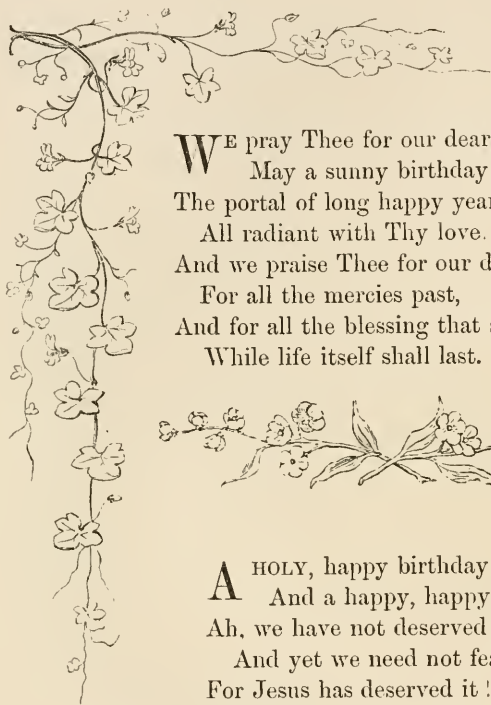 WE pray Thee for our dear
May a sunny birthday
The portal of long happy year
All radiant with Thy love.
And we praise Thee for our d
For all the mercies past,
And for all the blessing that
While life itself shall last.
A HOLY, happy birthday
And a happy, happy
Ah, we have not deserved
And yet we need not fea
For Jesus has deserved it!